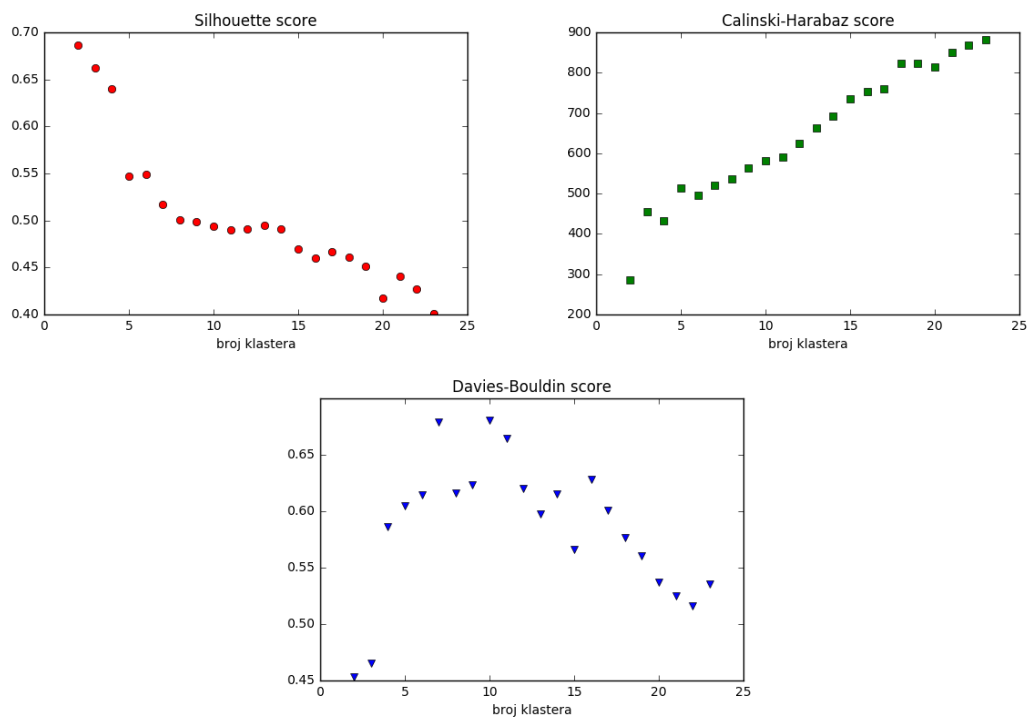 Silhouette score
0.70
0.65
0.60
0.55
0.50
0.45
0.40
0 5 10 15 20 25
broj klastera
Calinski-Harabaz score
900
800
700
600
500
400
300
200
0 5 10 15 20 25
broj klastera
Davies-Bouldin score
0.65
0.60
0.55
0.50
0.45
0 5 10 15 20 25
broj klastera